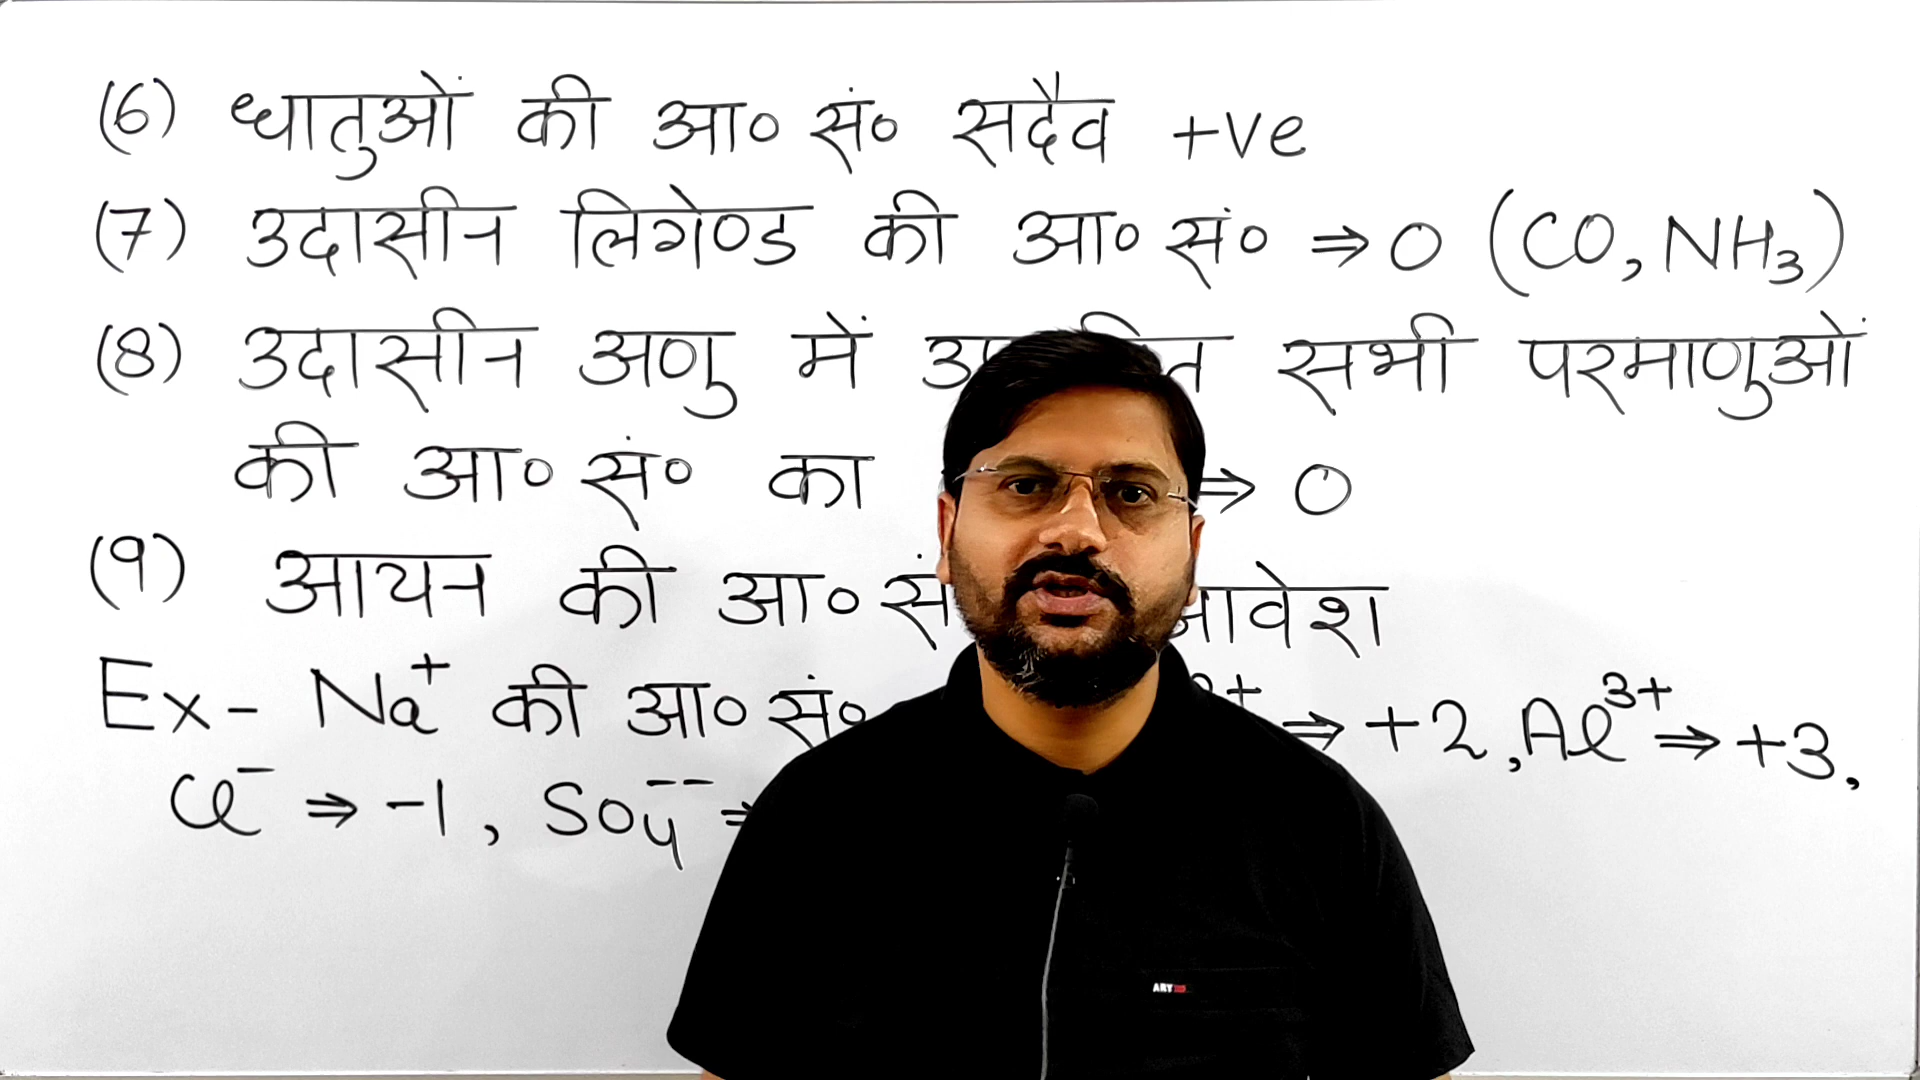 (6) धातुओं की आ० सं० सदैव +ve
(7) उदासीन लिगेण्ड की आ० सं० ⇒ 0 (CO, NH₃)
(8) उदासीन अणु में सभी परमाणुओं
की आ० सं० का ⇒ 0
(9) आयन की आ० सं
Ex- Na⁺ की आ० सं० ⇒ +2, Al³⁺ ⇒ +3,
Cl⁻ ⇒ -1, SO₄⁻⁻
ART